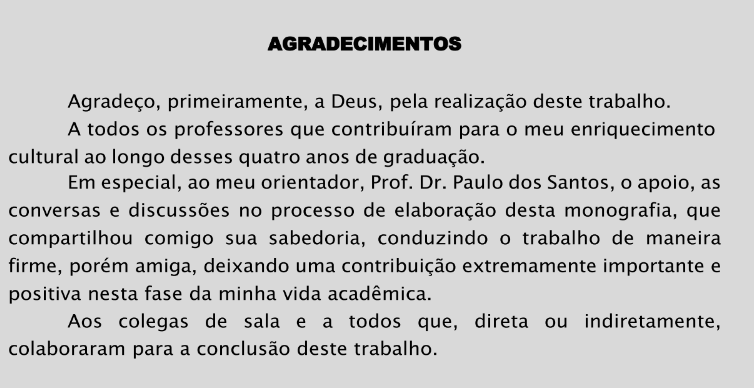 AGRADECIMENTOS
Agradeço, primeiramente, a Deus, pela realização deste trabalho.
A todos os professores que contribuíram para o meu enriquecimento
cultural ao longo desses quatro anos de graduação.
Em especial, ao meu orientador, Prof. Dr. Paulo dos Santos, o apoio, as
conversas e discussões no processo de elaboração desta monografia, que
compartilhou comigo sua sabedoria, conduzindo o trabalho de maneira
firme, porém amiga, deixando uma contribuição extremamente importante e
positiva nesta fase da minha vida acadêmica.
Aos colegas de sala e a todos que, direta ou indiretamente,
colaboraram para a conclusão deste trabalho.